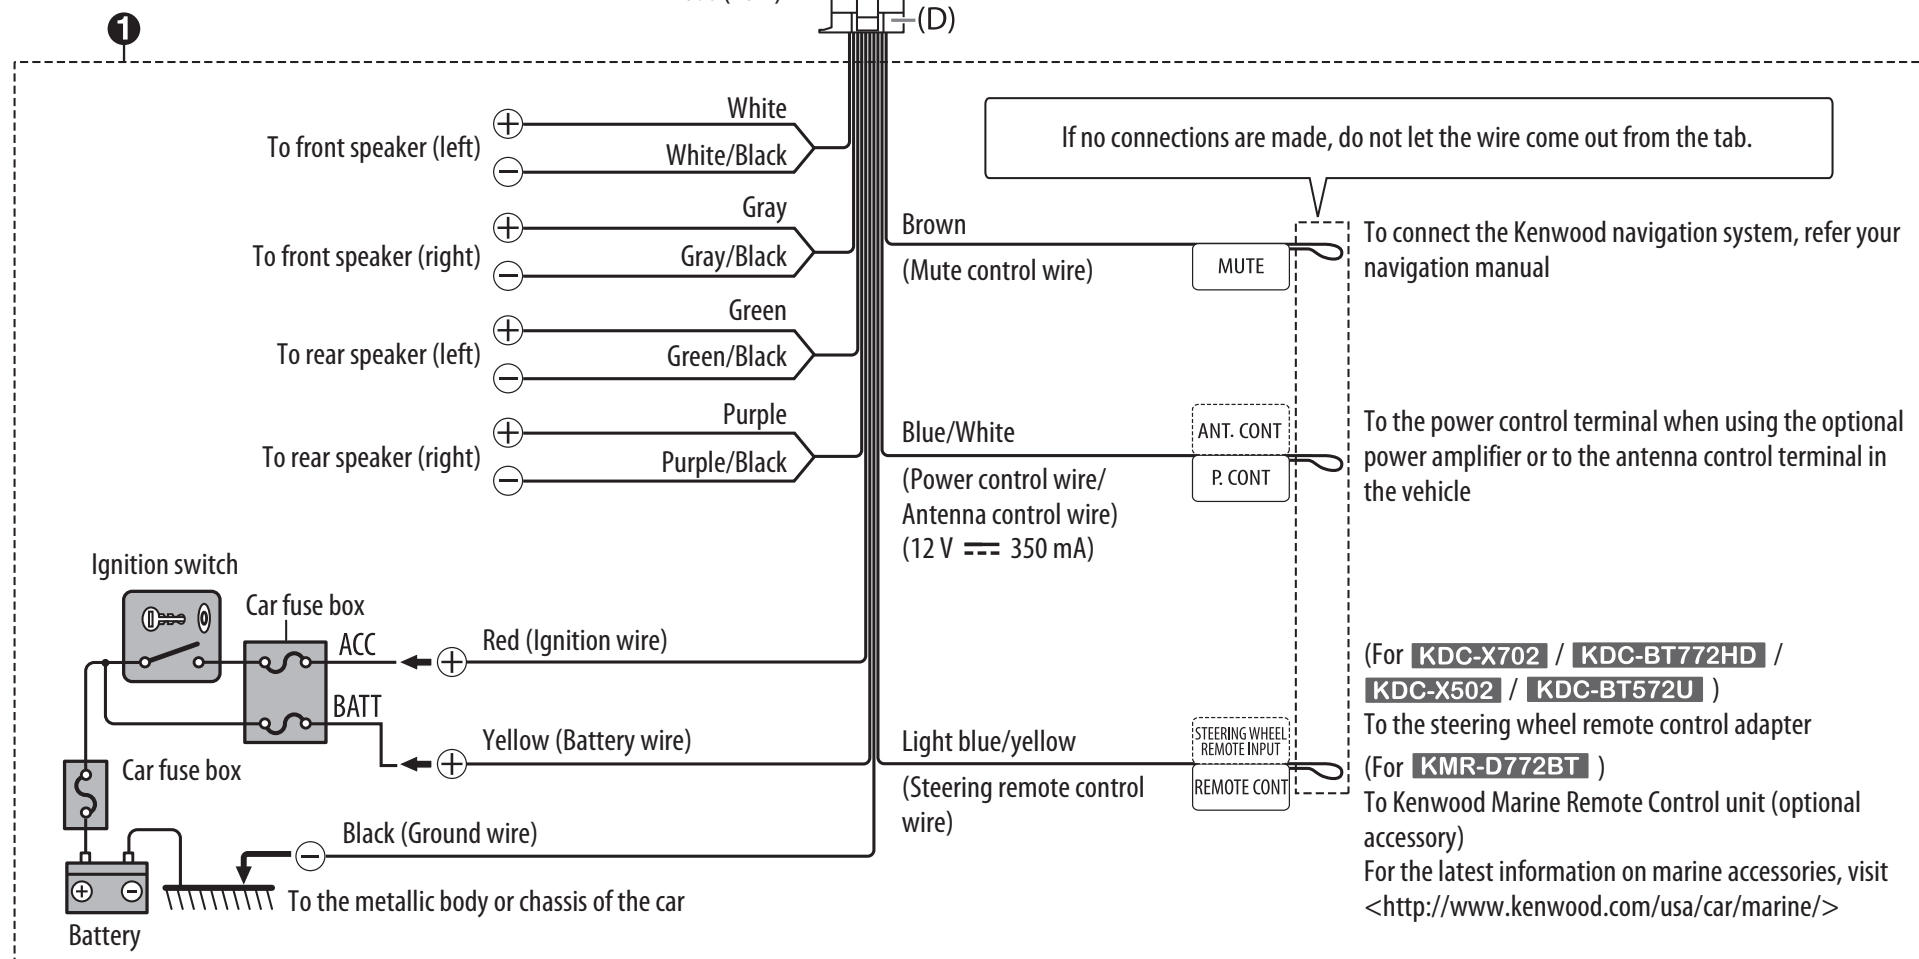 (D)
1
White
To front speaker (left)
White/Black
Gray
To front speaker (right)
Gray/Black
Green
To rear speaker (left)
Green/Black
Purple
To rear speaker (right)
Purple/Black
If no connections are made, do not let the wire come out from the tab.
Brown
(Mute control wire)
MUTE
To connect the Kenwood navigation system, refer your
navigation manual
Blue/White
(Power control wire/
Antenna control wire)
(12 V ⎓ 350 mA)
ANT. CONT
P. CONT
To the power control terminal when using the optional
power amplifier or to the antenna control terminal in
the vehicle
Ignition switch
Car fuse box
ACC
Red (Ignition wire)
BATT
Yellow (Battery wire)
Car fuse box
Black (Ground wire)
To the metallic body or chassis of the car
Battery
Light blue/yellow
(Steering remote control
wire)
STEERING WHEEL
REMOTE INPUT
REMOTE CONT
(For KDC-X702 / KDC-BT772HD /
KDC-X502 / KDC-BT572U )
To the steering wheel remote control adapter
(For KMR-D772BT )
To Kenwood Marine Remote Control unit (optional
accessory)
For the latest information on marine accessories, visit
<http://www.kenwood.com/usa/car/marine/>